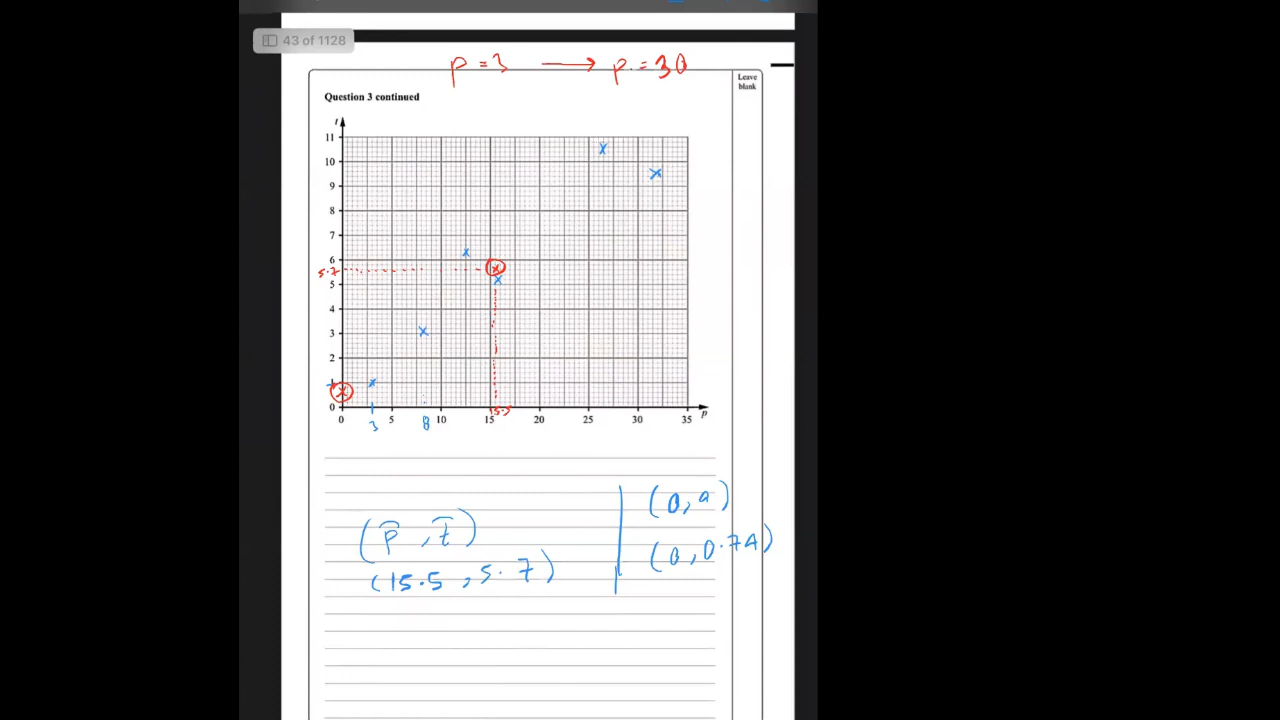 43 of 1128
p = 3 → p = 30
Leave
blank
Question 3 continued
t
11
10
9
8
7
6
5.7
5
4
3
2
1
0
0 5 10 15 20 25 30 35 p
3 8 15.5
(p̄ , t̄) (0, a)
(15.5 , 5.7) (0, 0.74)